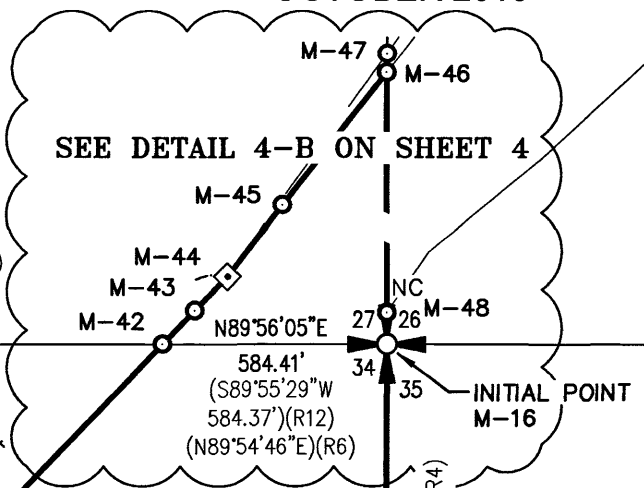 M-47
M-46
SEE DETAIL 4-B ON SHEET 4
M-45
M-44
M-43
NC
M-48
M-42
N89°56'05"E
27
26
584.41'
34
35
(S89°55'29"W
584.37')(R12)
(N89°54'46"E)(R6)
INITIAL POINT
M-16
R4)